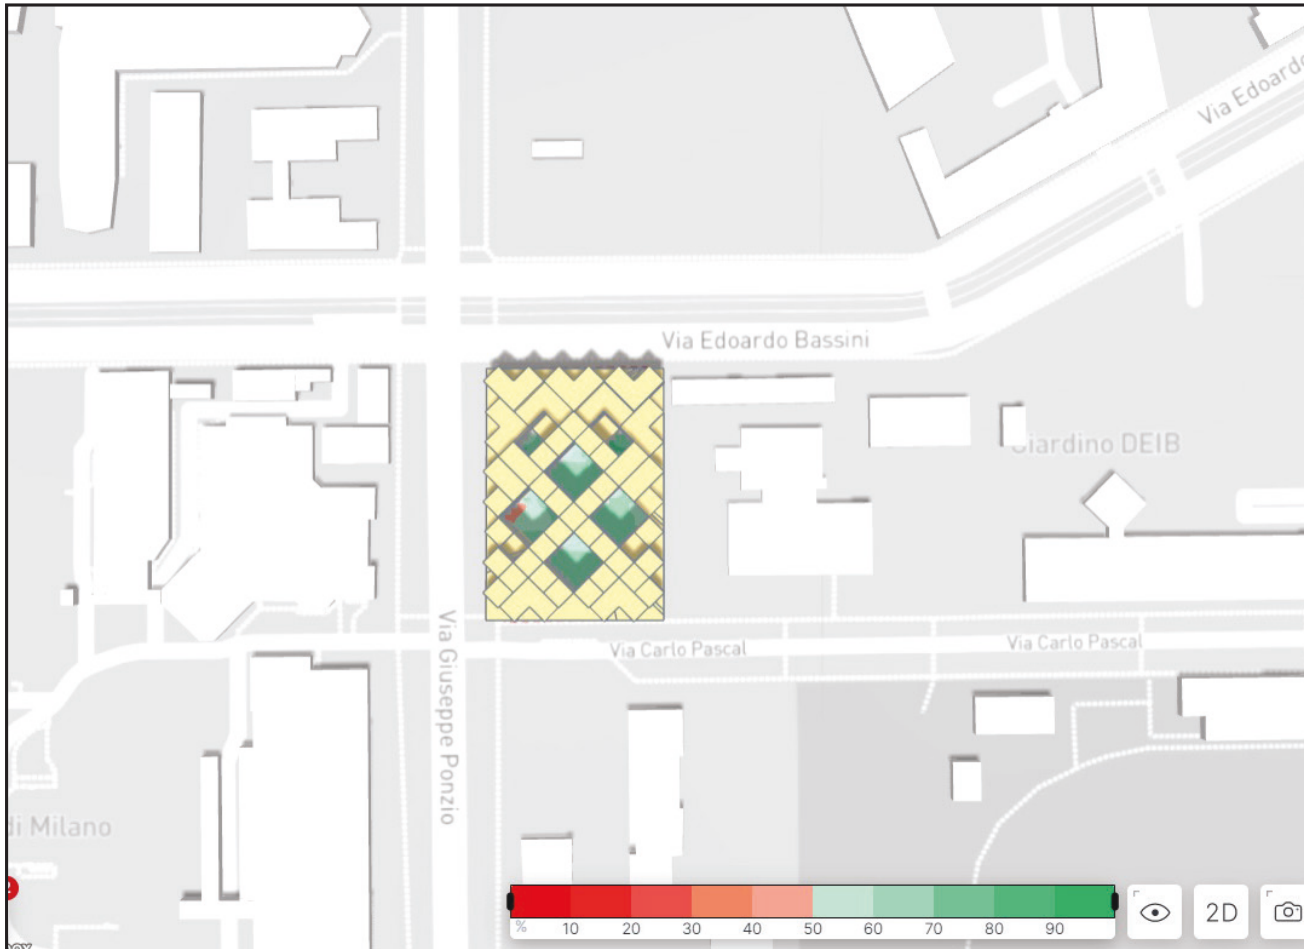 Via Edoardo
Via Edoardo Bassini
Giardino DEIB
Via Giuseppe Ponzio
Via Carlo Pascal
Via Carlo Pascal
di Milano
2
% 10 20 30 40 50 60 70 80 90
2D